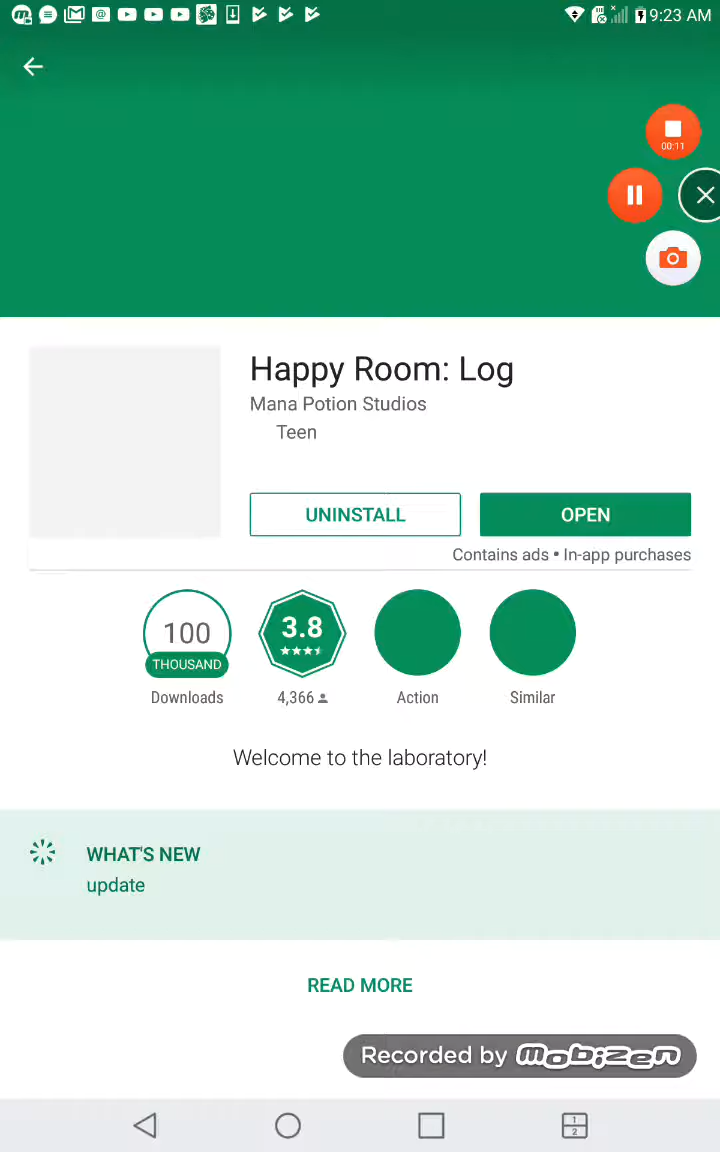 9:23 AM
00:11
Happy Room: Log
Mana Potion Studios
Teen
UNINSTALL
OPEN
Contains ads • In-app purchases
100
THOUSAND
Downloads
3.8
4,366
Action
Similar
Welcome to the laboratory!
WHAT'S NEW
update
READ MORE
Recorded by mobizen
1
2